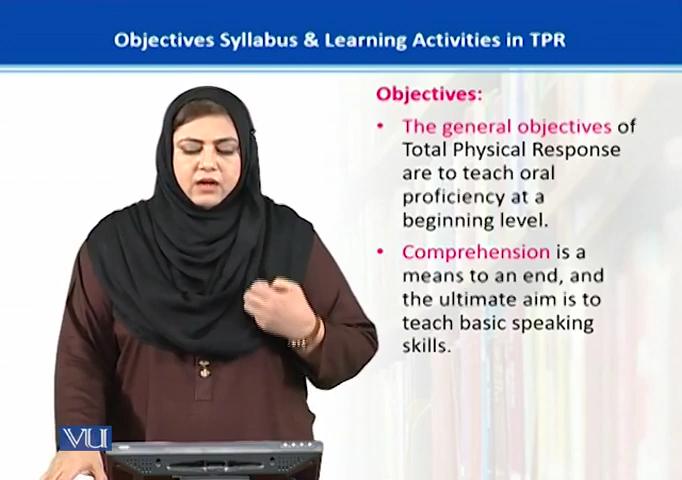 Objectives Syllabus & Learning Activities in TPR
Objectives:
• The general objectives of
Total Physical Response
are to teach oral
proficiency at a
beginning level.
• Comprehension is a
means to an end, and
the ultimate aim is to
teach basic speaking
skills.
VU